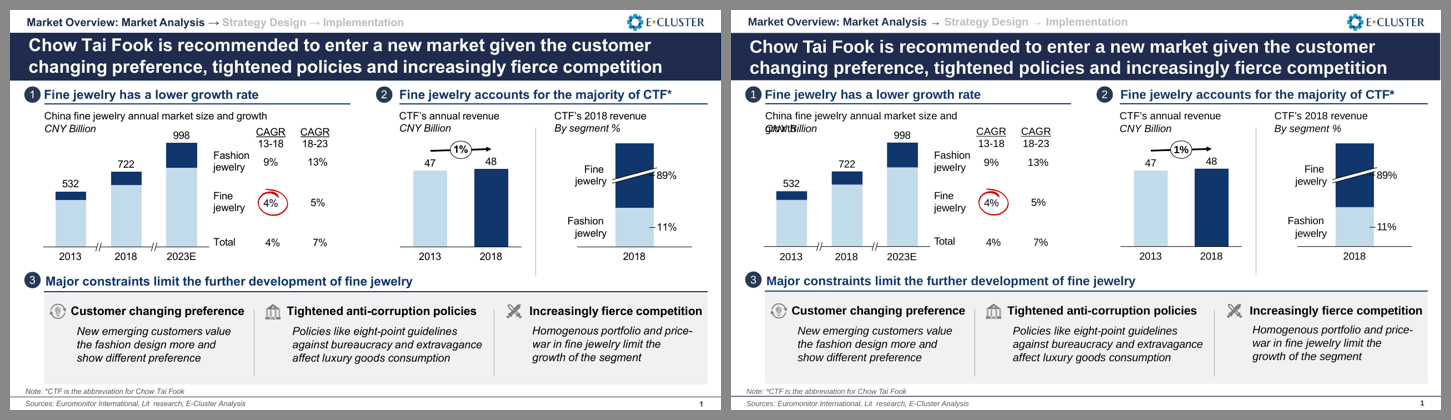 Market Overview: Market Analysis → Strategy Design → Implementation
E·CLUSTER
Chow Tai Fook is recommended to enter a new market given the customer
changing preference, tightened policies and increasingly fierce competition
1 Fine jewelry has a lower growth rate
China fine jewelry annual market size and growth
CNY Billion
532
722
998
2013
2018
2023E
CAGR 13-18
CAGR 18-23
Fashion jewelry 9% 13%
Fine jewelry 4% 5%
Total 4% 7%
2 Fine jewelry accounts for the majority of CTF*
CTF's annual revenue
CNY Billion
1%
47
48
2013
2018
CTF's 2018 revenue
By segment %
Fine jewelry
89%
Fashion jewelry
11%
2018
3 Major constraints limit the further development of fine jewelry
Customer changing preference
New emerging customers value
the fashion design more and
show different preference
Tightened anti-corruption policies
Policies like eight-point guidelines
against bureaucracy and extravagance
affect luxury goods consumption
Increasingly fierce competition
Homogenous portfolio and price-
war in fine jewelry limit the
growth of the segment
Note: *CTF is the abbreviation for Chow Tai Fook
Sources: Euromonitor International, Lit research, E-Cluster Analysis
1
Market Overview: Market Analysis → Strategy Design → Implementation
E·CLUSTER
Chow Tai Fook is recommended to enter a new market given the customer
changing preference, tightened policies and increasingly fierce competition
1 Fine jewelry has a lower growth rate
China fine jewelry annual market size and
growth
CNY Billion
532
722
998
2013
2018
2023E
CAGR 13-18
CAGR 18-23
Fashion jewelry 9% 13%
Fine jewelry 4% 5%
Total 4% 7%
2 Fine jewelry accounts for the majority of CTF*
CTF's annual revenue
CNY Billion
1%
47
48
2013
2018
CTF's 2018 revenue
By segment %
Fine jewelry
89%
Fashion jewelry
11%
2018
3 Major constraints limit the further development of fine jewelry
Customer changing preference
New emerging customers value
the fashion design more and
show different preference
Tightened anti-corruption policies
Policies like eight-point guidelines
against bureaucracy and extravagance
affect luxury goods consumption
Increasingly fierce competition
Homogenous portfolio and price-
war in fine jewelry limit the
growth of the segment
Note: *CTF is the abbreviation for Chow Tai Fook
Sources: Euromonitor International, Lit research, E-Cluster Analysis
1